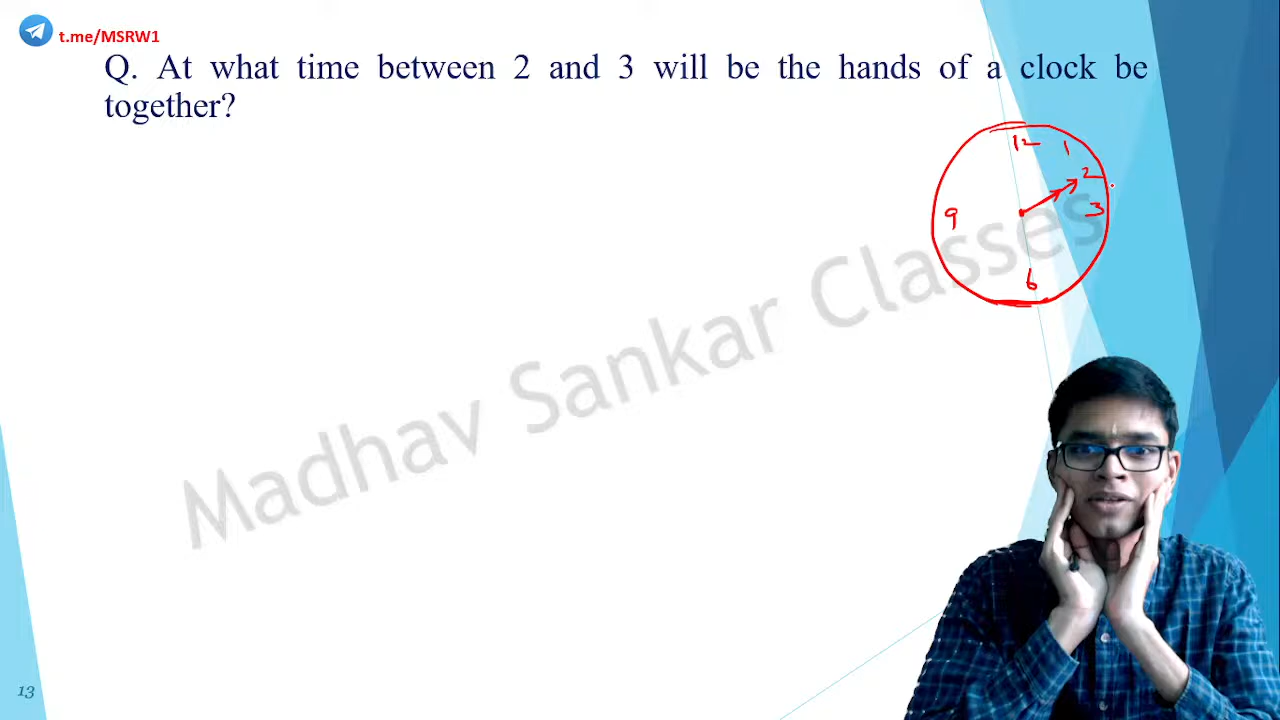 t.me/MSRW1
Q. At what time between 2 and 3 will be the hands of a clock be
together?
12
1
2
3
9
6
Madhav Sankar Classes
13